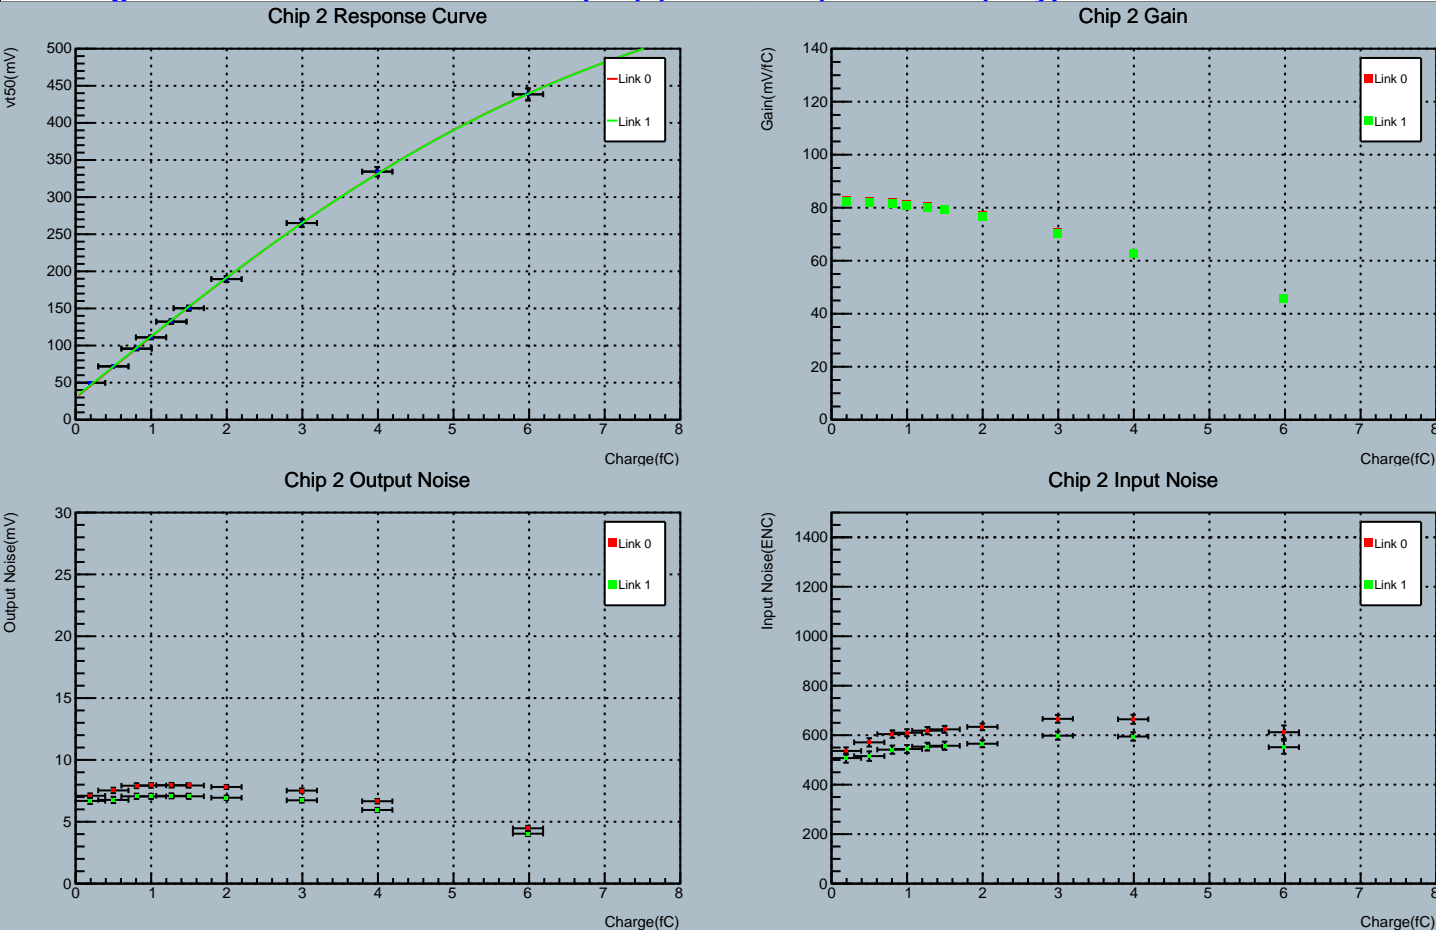 Chip 2 Response Curve
vt50(mV)
500
450
400
350
300
250
200
150
100
50
0
0 1 2 3 4 5 6 7 8
Charge(fC)
Link 0
Link 1
Chip 2 Gain
Gain(mV/fC)
140
120
100
80
60
40
20
0
0 1 2 3 4 5 6 7 8
Charge(fC)
Link 0
Link 1
Chip 2 Output Noise
Output Noise(mV)
30
25
20
15
10
5
0
0 1 2 3 4 5 6 7 8
Charge(fC)
Link 0
Link 1
Chip 2 Input Noise
Input Noise(ENC)
1400
1200
1000
800
600
400
200
0
0 1 2 3 4 5 6 7 8
Charge(fC)
Link 0
Link 1